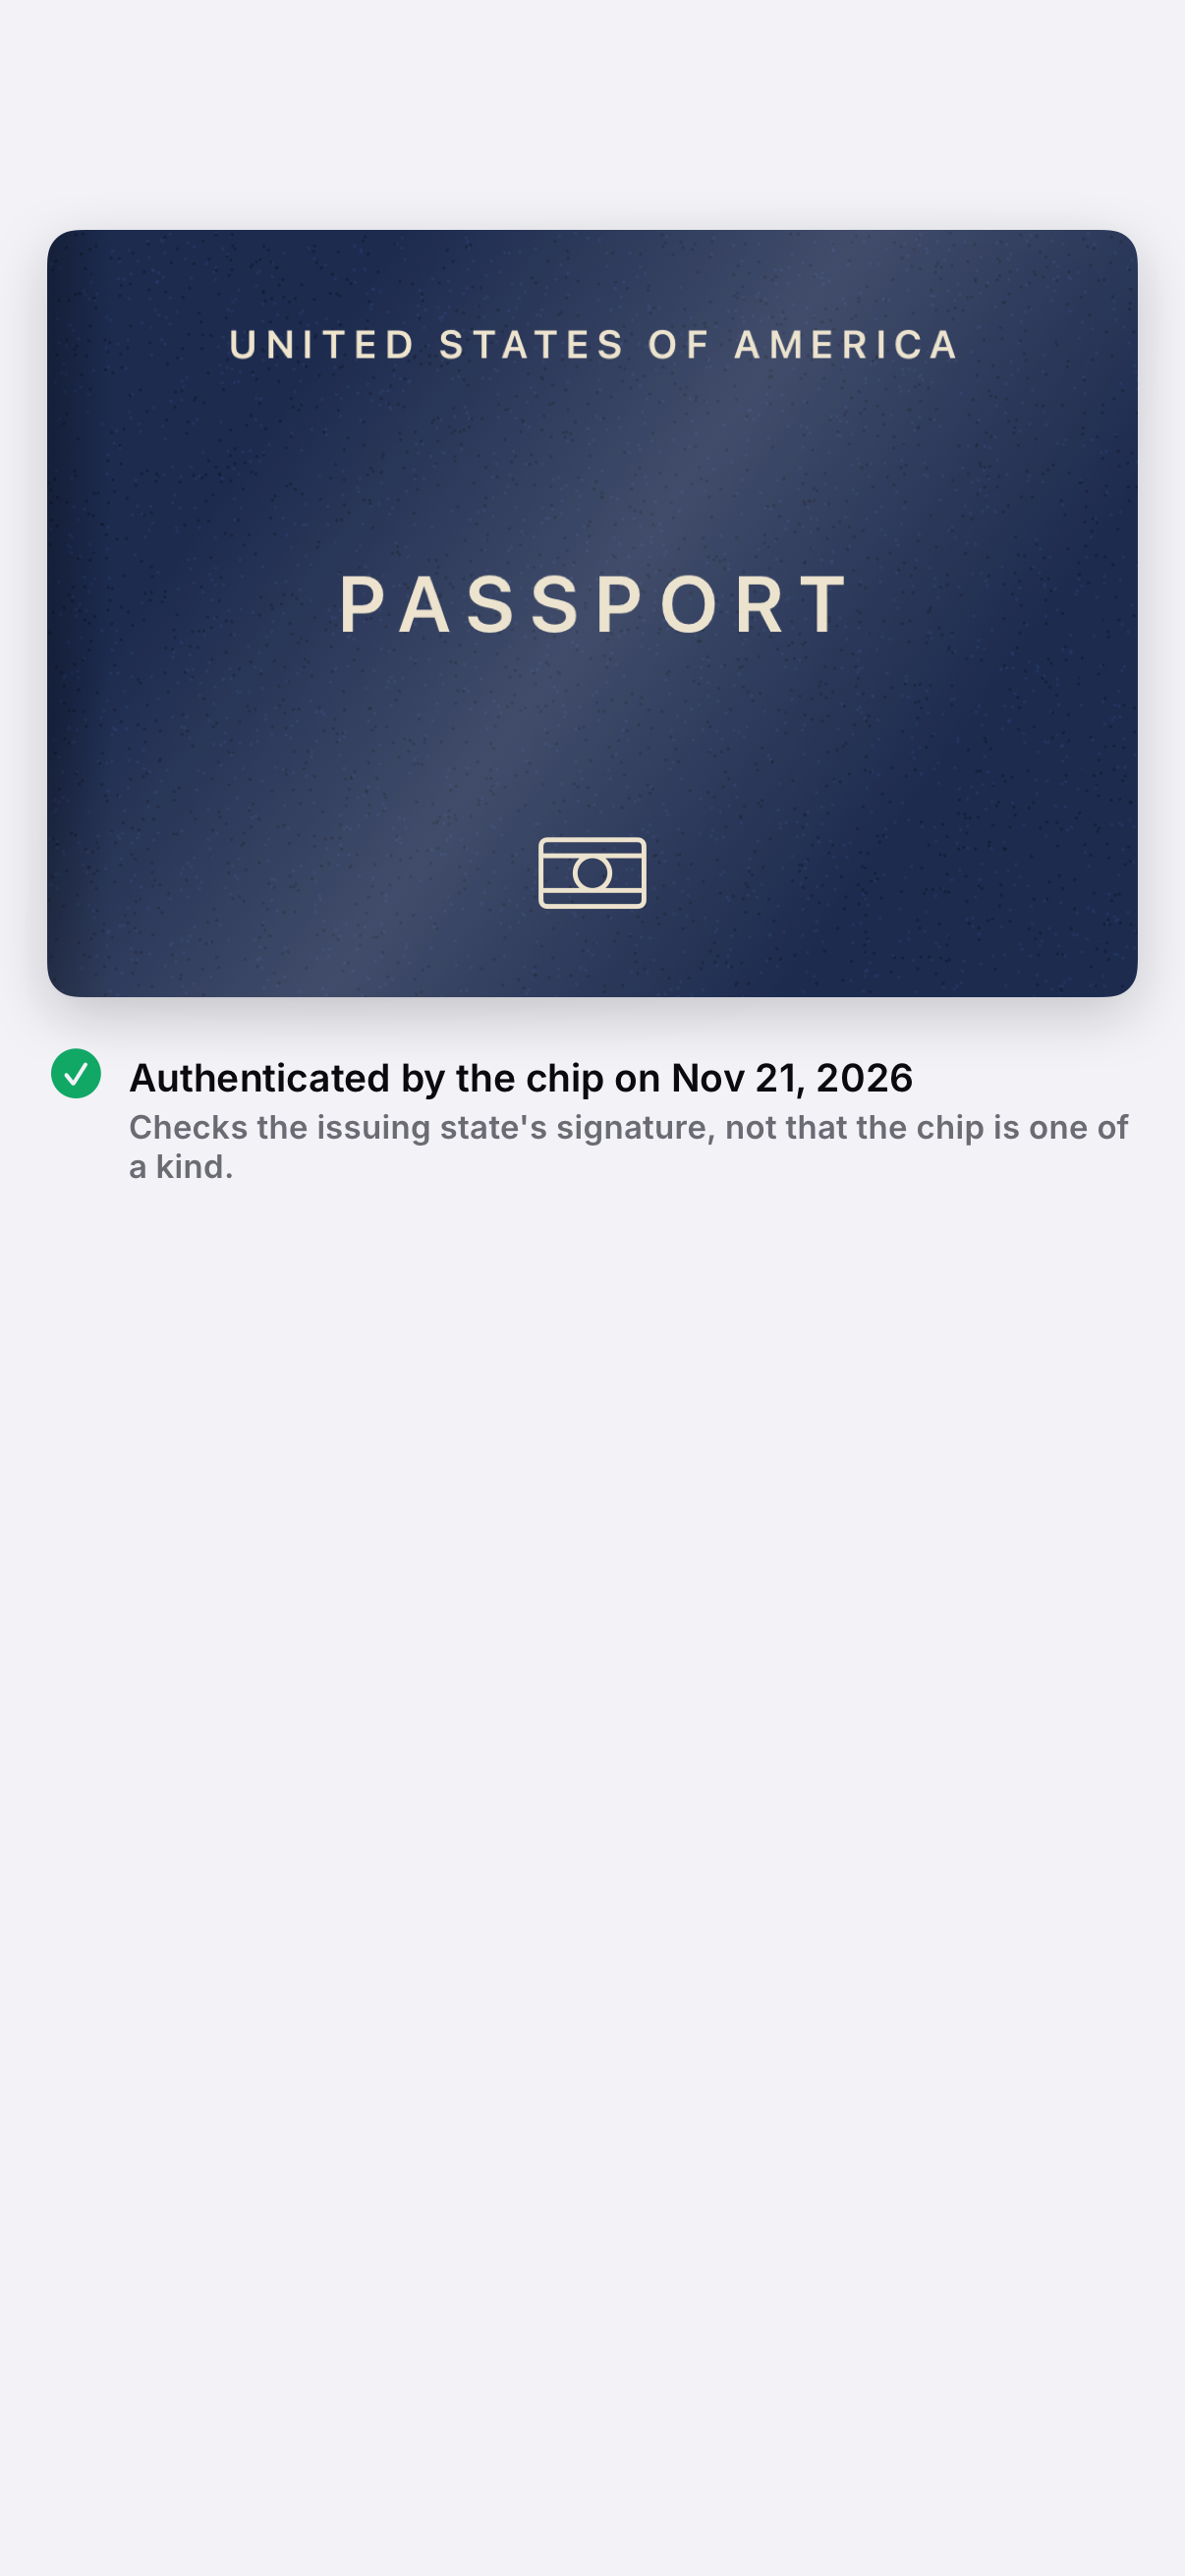 UNITED STATES OF AMERICA
PASSPORT
Authenticated by the chip on Nov 21, 2026
Checks the issuing state's signature, not that the chip is one of
a kind.